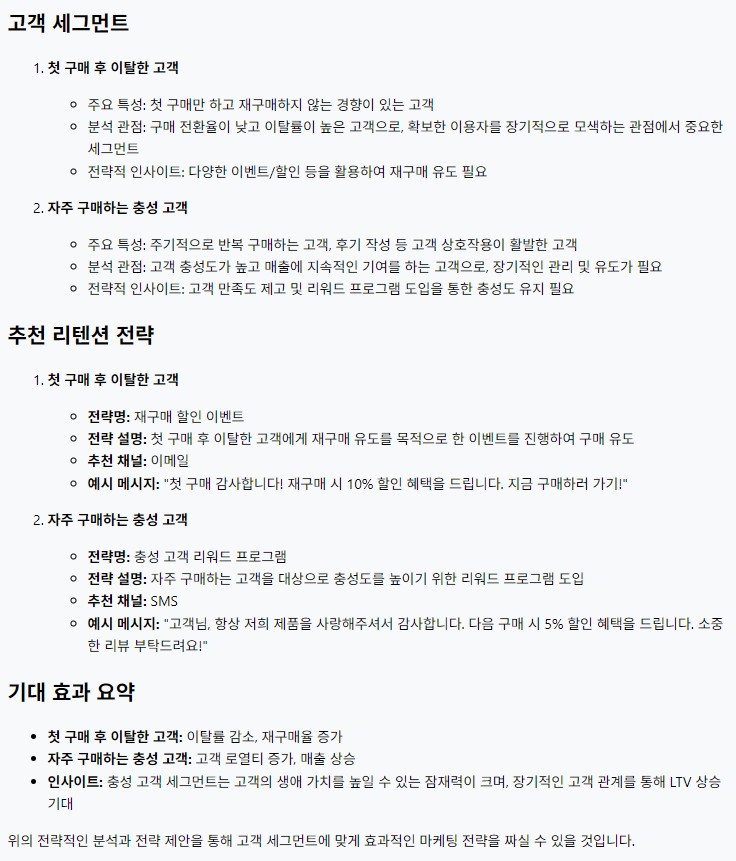 고객 세그먼트
1. 첫 구매 후 이탈한 고객
주요 특성: 첫 구매만 하고 재구매하지 않는 경향이 있는 고객
분석 관점: 구매 전환율이 낮고 이탈률이 높은 고객으로, 확보한 이용자를 장기적으로 모색하는 관점에서 중요한
세그먼트
전략적 인사이트: 다양한 이벤트/할인 등을 활용하여 재구매 유도 필요
2. 자주 구매하는 충성 고객
주요 특성: 주기적으로 반복 구매하는 고객, 후기 작성 등 고객 상호작용이 활발한 고객
분석 관점: 고객 충성도가 높고 매출에 지속적인 기여를 하는 고객으로, 장기적인 관리 및 유도가 필요
전략적 인사이트: 고객 만족도 제고 및 리워드 프로그램 도입을 통한 충성도 유지 필요
추천 리텐션 전략
1. 첫 구매 후 이탈한 고객
전략명: 재구매 할인 이벤트
전략 설명: 첫 구매 후 이탈한 고객에게 재구매 유도를 목적으로 한 이벤트를 진행하여 구매 유도
추천 채널: 이메일
예시 메시지: "첫 구매 감사합니다! 재구매 시 10% 할인 혜택을 드립니다. 지금 구매하러 가기!"
2. 자주 구매하는 충성 고객
전략명: 충성 고객 리워드 프로그램
전략 설명: 자주 구매하는 고객을 대상으로 충성도를 높이기 위한 리워드 프로그램 도입
추천 채널: SMS
예시 메시지: "고객님, 항상 저희 제품을 사랑해주셔서 감사합니다. 다음 구매 시 5% 할인 혜택을 드립니다. 소중
한 리뷰 부탁드려요!"
기대 효과 요약
첫 구매 후 이탈한 고객: 이탈률 감소, 재구매율 증가
자주 구매하는 충성 고객: 고객 로열티 증가, 매출 상승
인사이트: 충성 고객 세그먼트는 고객의 생애 가치를 높일 수 있는 잠재력이 크며, 장기적인 고객 관계를 통해 LTV 상승
기대
위의 전략적인 분석과 전략 제안을 통해 고객 세그먼트에 맞게 효과적인 마케팅 전략을 짜실 수 있을 것입니다.